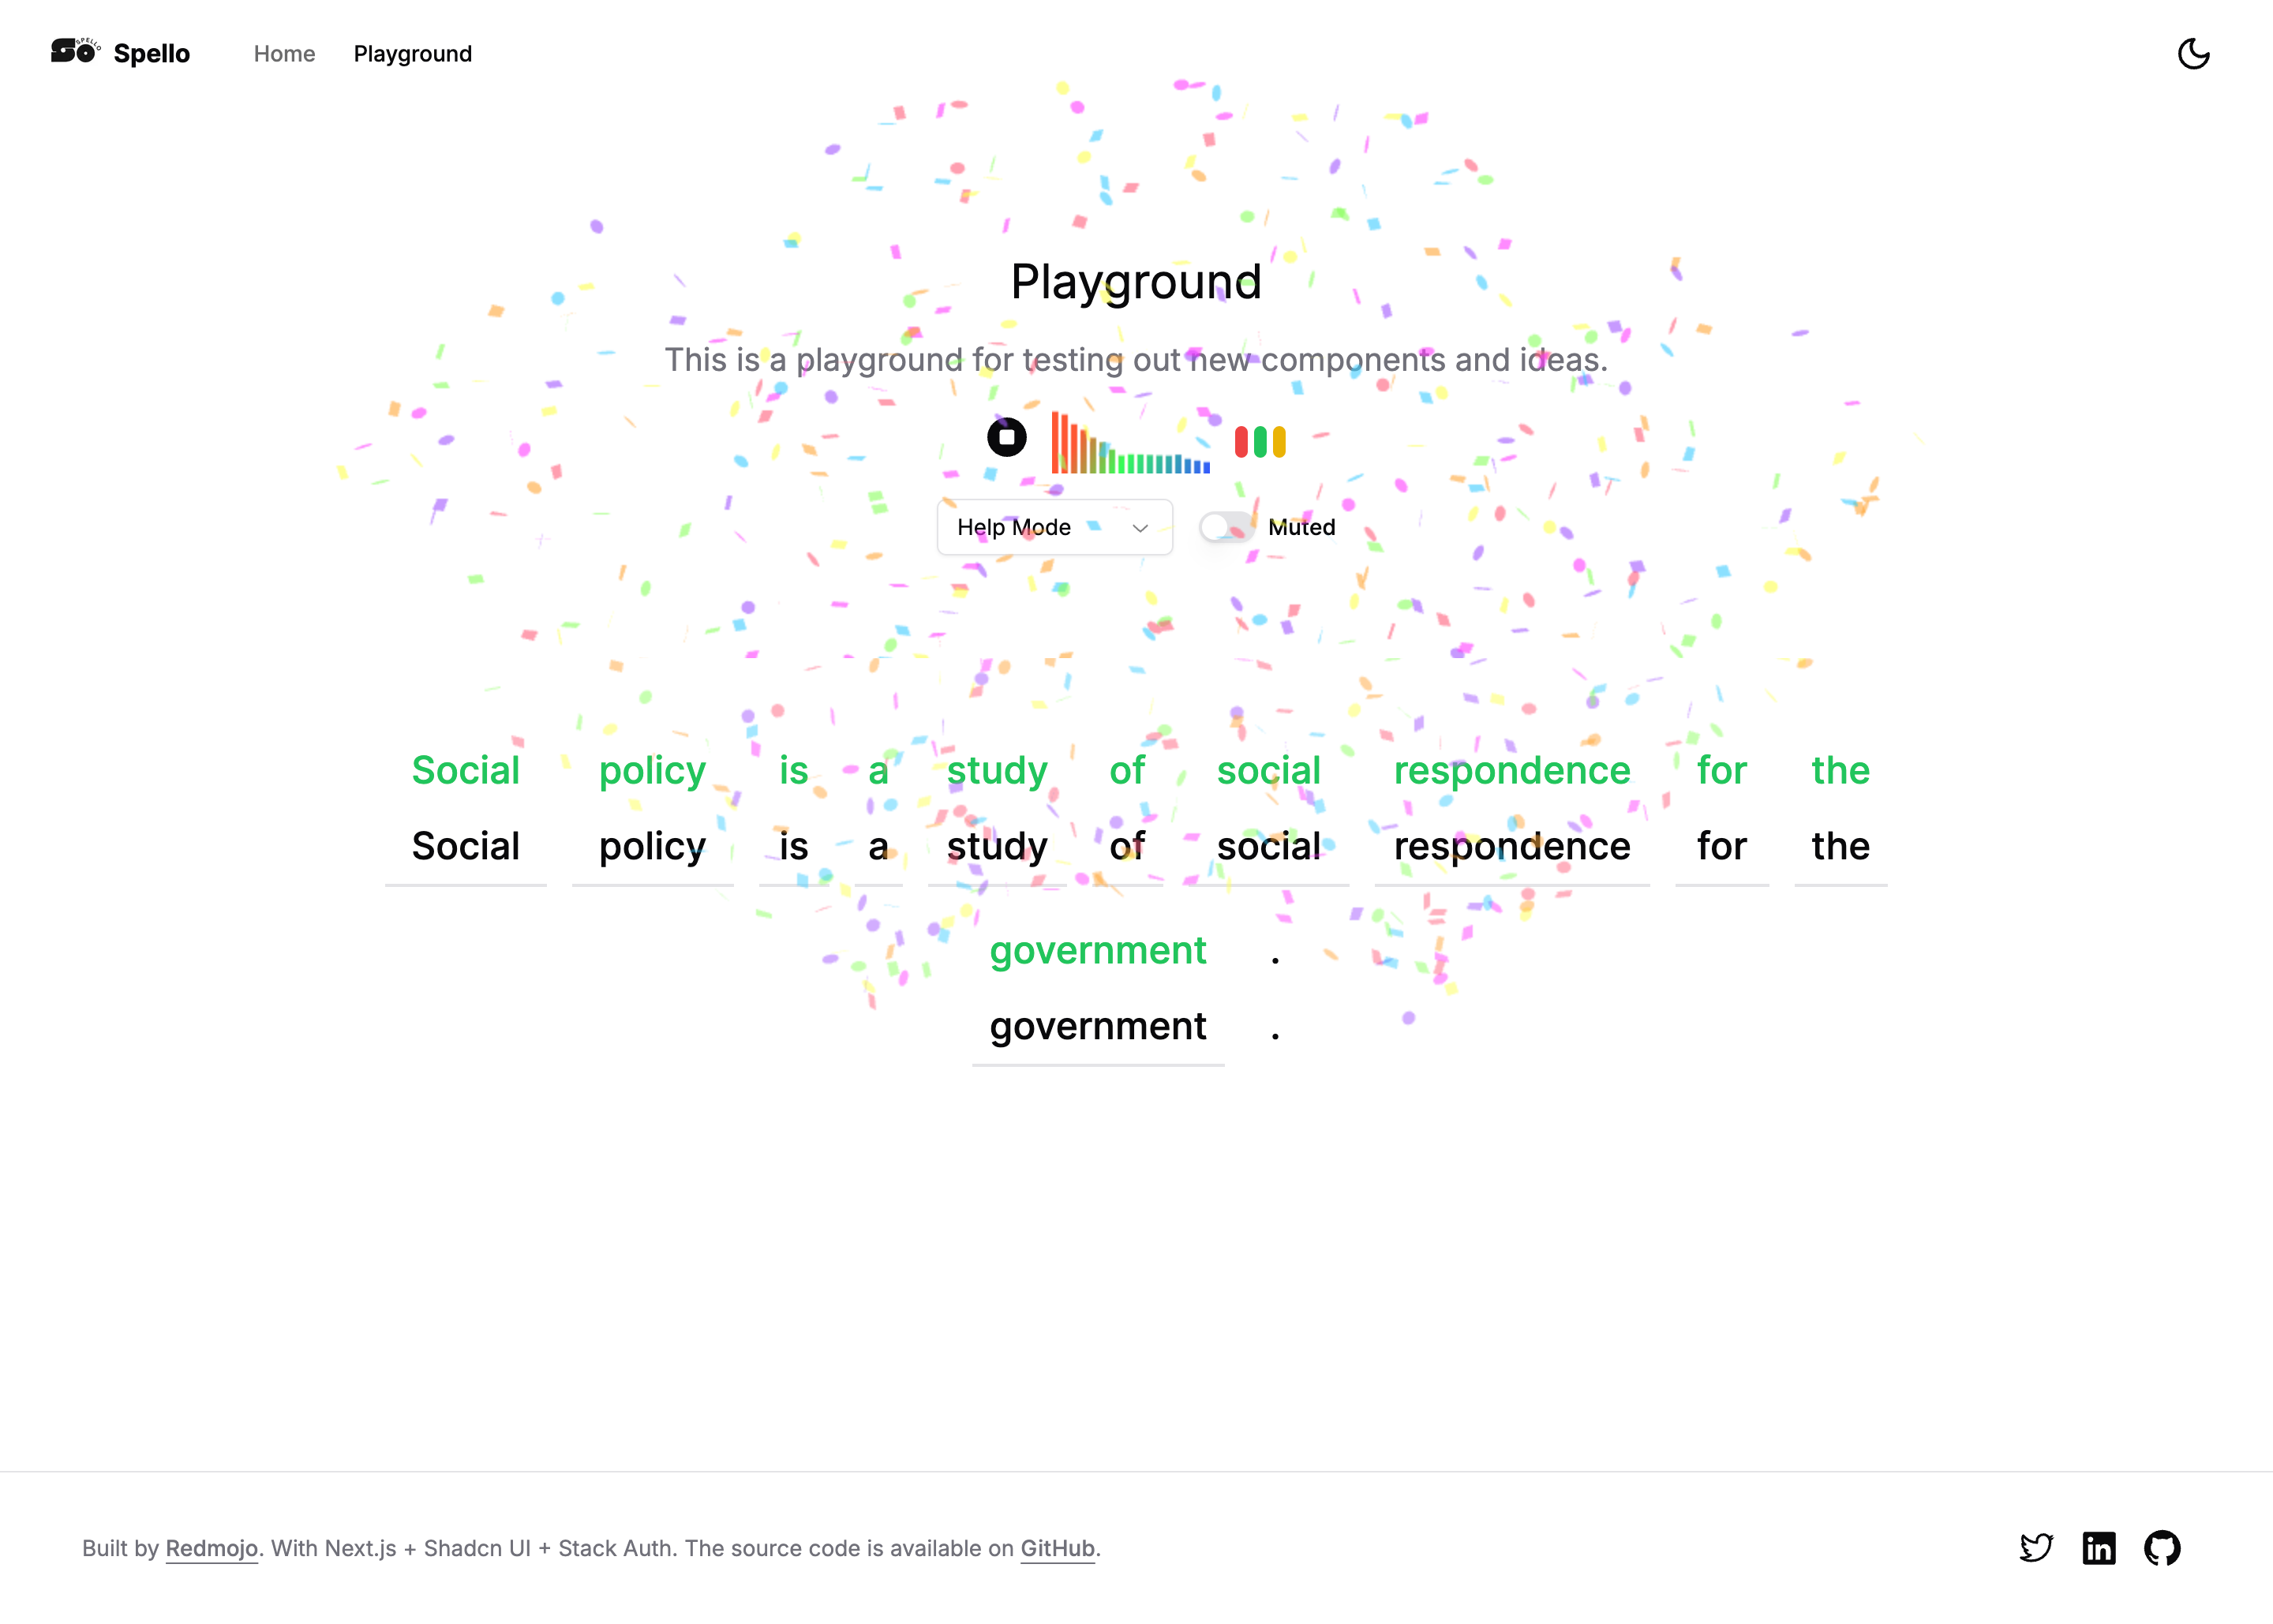 SPELLO
Spello Home Playground
Playground
This is a playground for testing out new components and ideas.
Help Mode Muted
Social policy is a study of social respondence for the
Social policy is a study of social respondence for the
government .
government .
Built by Redmojo. With Next.js + Shadcn UI + Stack Auth. The source code is available on GitHub.